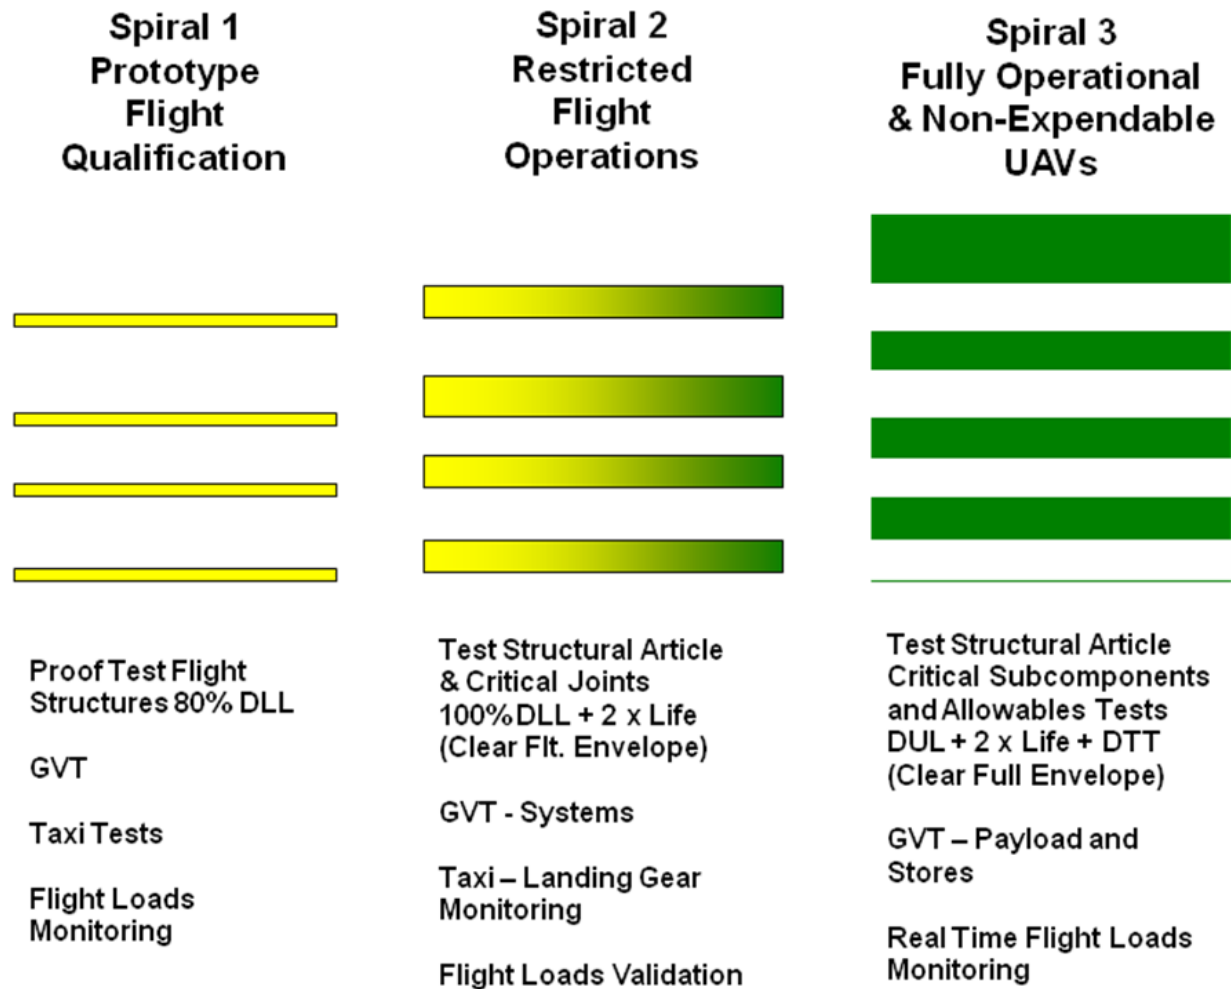 Spiral 1
Prototype
Flight
Qualification
Spiral 2
Restricted
Flight
Operations
Spiral 3
Fully Operational
& Non-Expendable
UAVs
Proof Test Flight
Structures 80% DLL
GVT
Taxi Tests
Flight Loads
Monitoring
Test Structural Article
& Critical Joints
100% DLL + 2 x Life
(Clear Flt. Envelope)
GVT - Systems
Taxi – Landing Gear
Monitoring
Flight Loads Validation
Test Structural Article
Critical Subcomponents
and Allowables Tests
DUL + 2 x Life + DTT
(Clear Full Envelope)
GVT – Payload and
Stores
Real Time Flight Loads
Monitoring